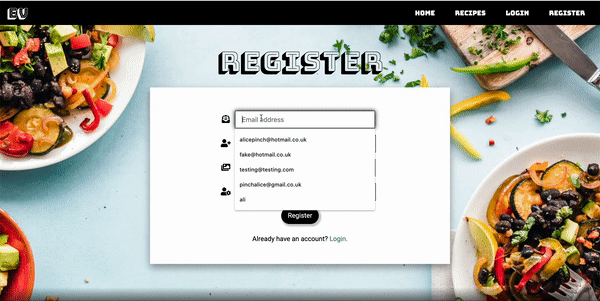 EV
HOME
RECIPES
LOGIN
REGISTER
REGISTER
Email address
alicepinch@hotmail.co.uk
fake@hotmail.co.uk
testing@testing.com
pinchalice@gmail.co.uk
ali
Register
Already have an account? Login.